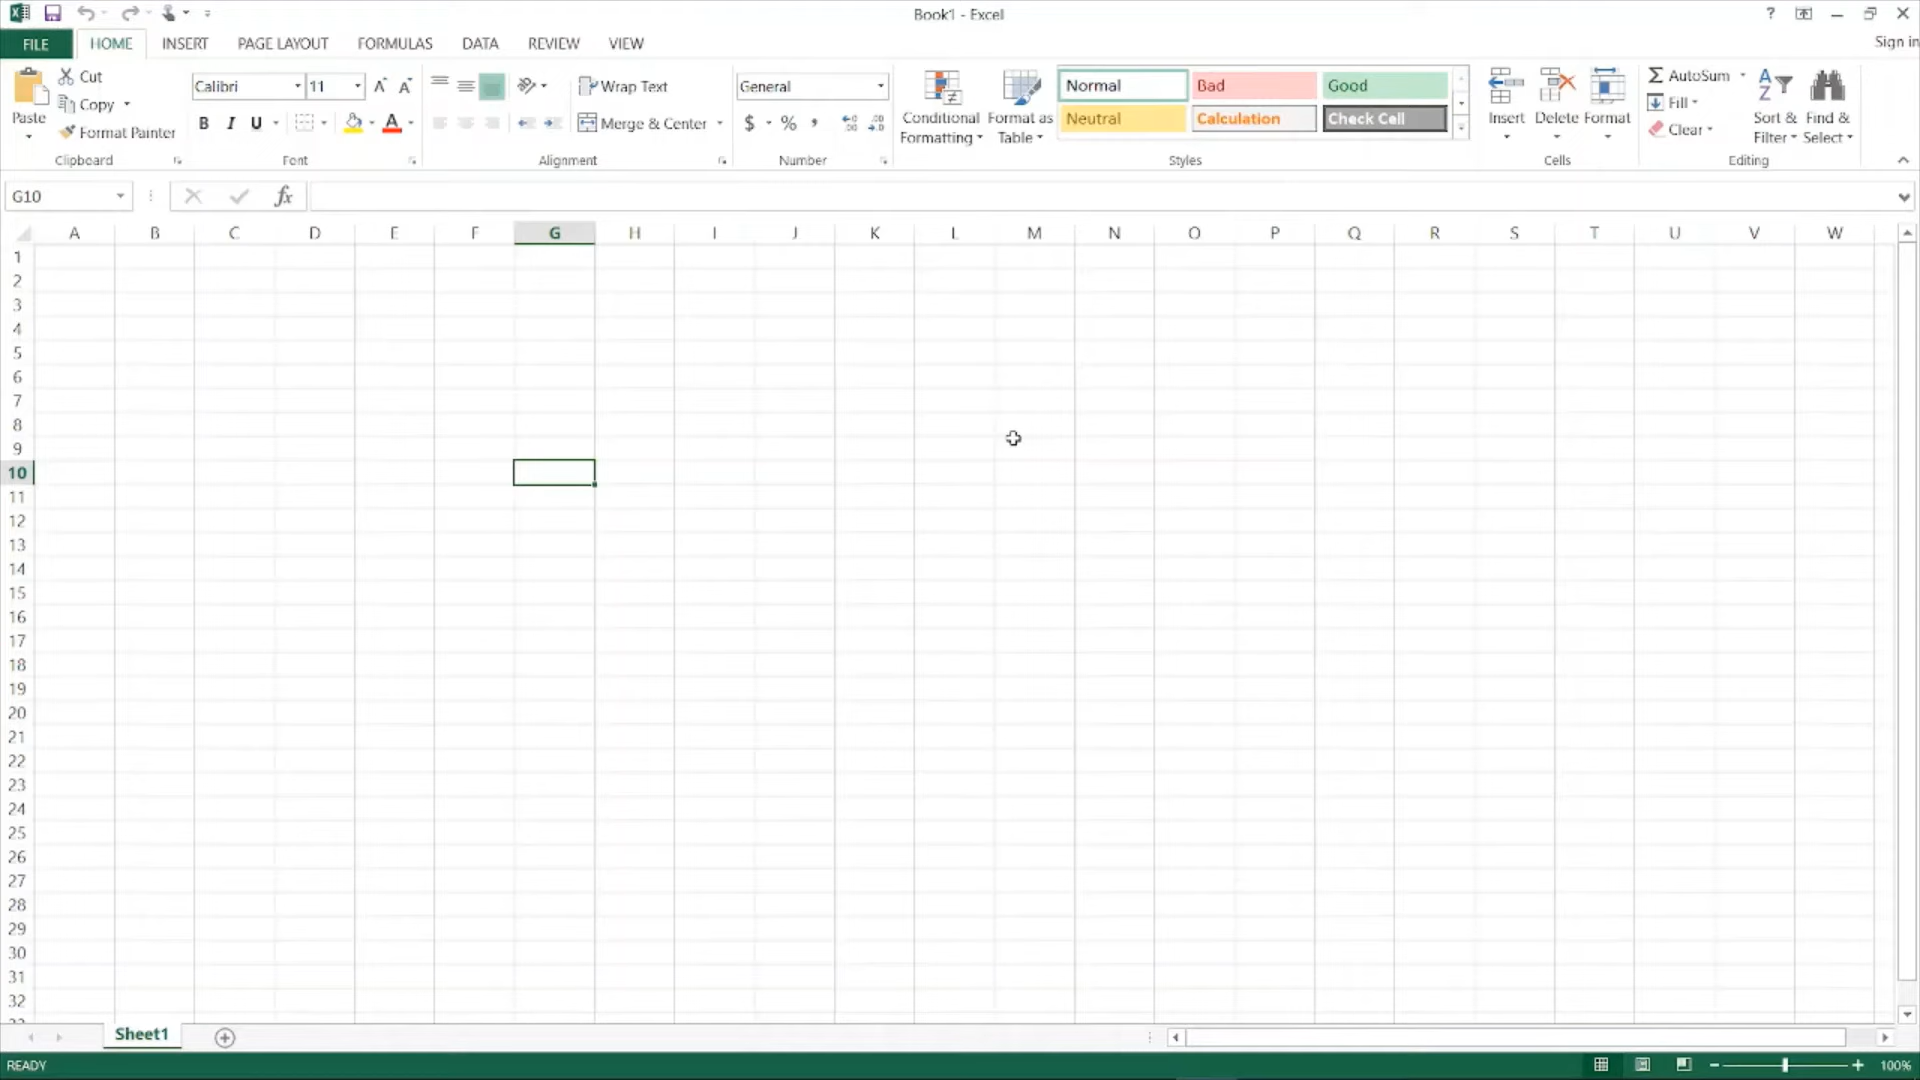 Book1 - Excel
?
Sign in
FILE HOME INSERT PAGE LAYOUT FORMULAS DATA REVIEW VIEW
Paste
Cut
Copy
Format Painter
Clipboard
Calibri 11 A A
B I U A
Font
Wrap Text
Merge & Center
Alignment
General
$ % ,
Number
Conditional Formatting
Format as Table
Normal Bad Good
Neutral Calculation Check Cell
Styles
Insert Delete Format
Cells
AutoSum
Fill
Clear
Sort & Filter
Find & Select
Editing
G10 fx
A B C D E F G H I J K L M N O P Q R S T U V W
1
2
3
4
5
6
7
8
9
10
11
12
13
14
15
16
17
18
19
20
21
22
23
24
25
26
27
28
29
30
31
32
Sheet1
READY 100%